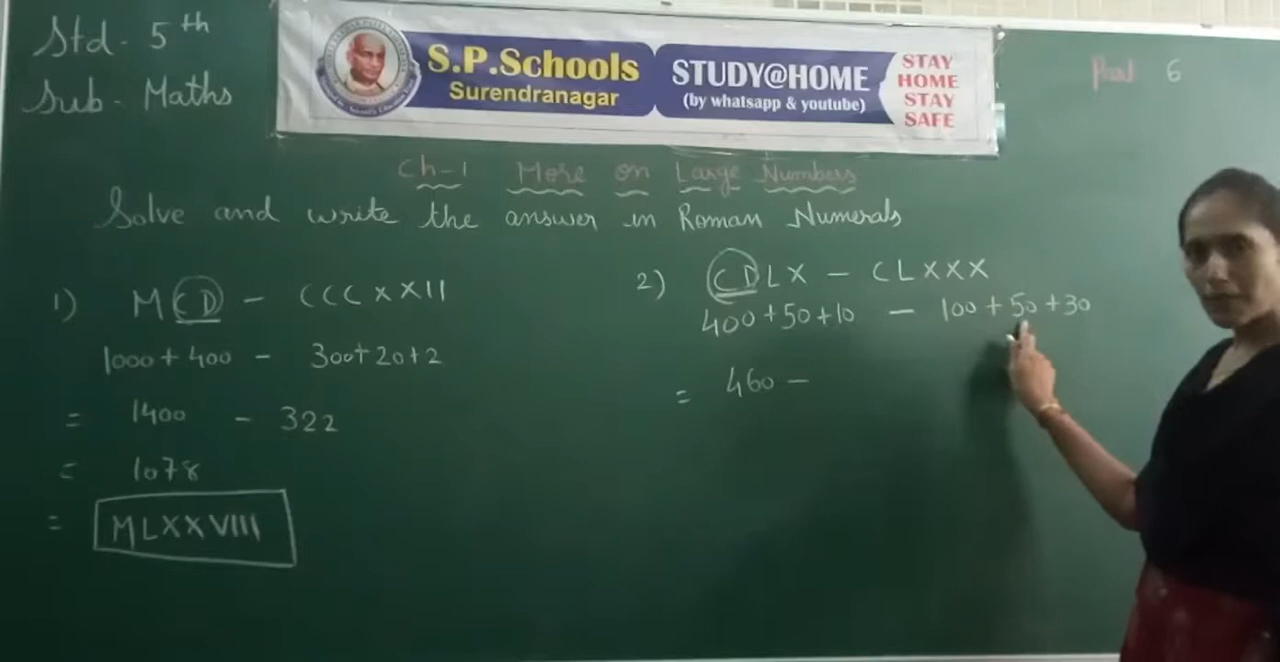 Std - 5th
Sub - Maths
S.P.Schools
Surendranagar
STUDY@HOME
(by whatsapp & youtube)
STAY
HOME
STAY
SAFE
Part 6
Ch-1 More on Large Numbers
Solve and write the answer in Roman Numerals
1) MCD - CCCXXII
1000 + 400 - 300+20+2
= 1400 - 322
= 1078
= MLXXVIII
2) CDLX - CLXXX
400+50+10 - 100+50+30
= 460 -